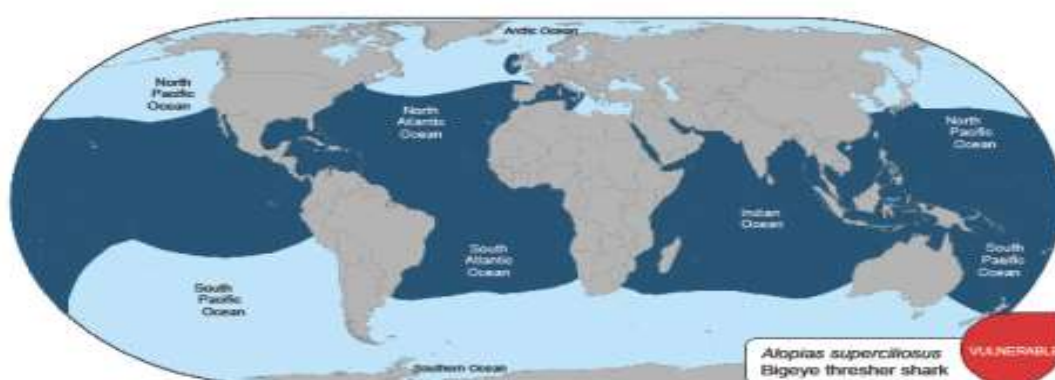 Arctic Ocean
North
Pacific
Ocean
North
Atlantic
Ocean
North
Pacific
Ocean
Indian
Ocean
South
Atlantic
Ocean
South
Pacific
Ocean
South
Pacific
Ocean
Southern Ocean
Alopias superciliosus
Bigeye thresher shark
VULNERABLE